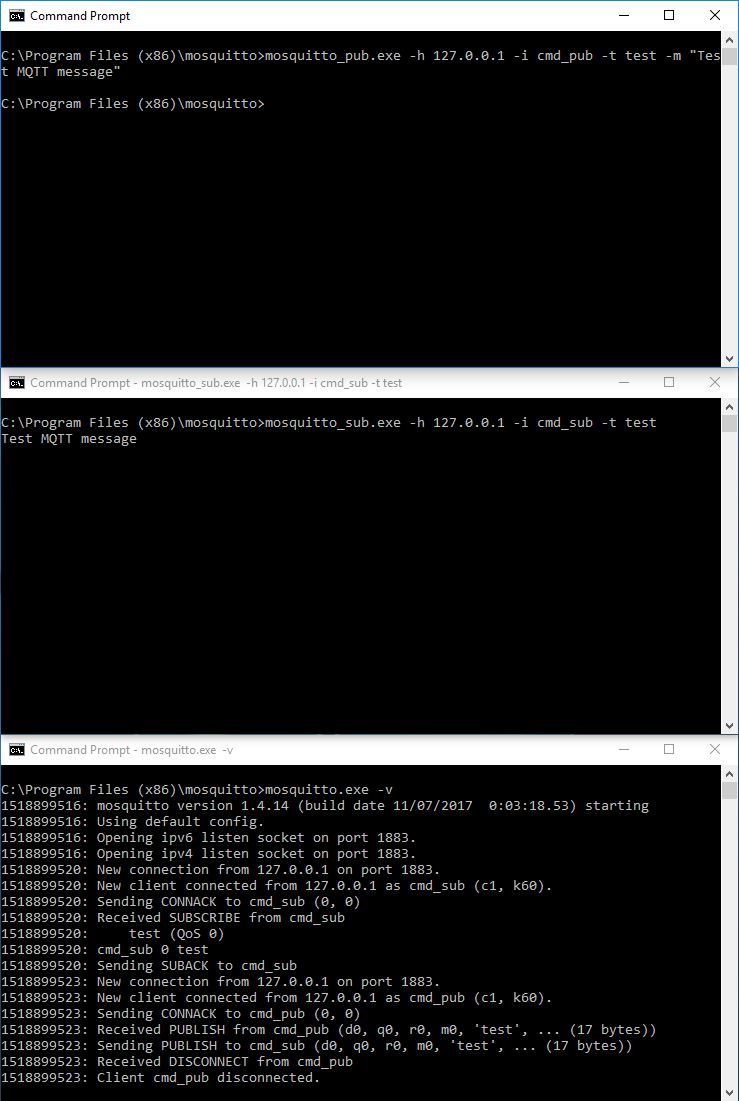 Command Prompt
C:\Program Files (x86)\mosquitto>mosquitto_pub.exe -h 127.0.0.1 -i cmd_pub -t test -m "Tes
t MQTT message"
C:\Program Files (x86)\mosquitto>
Command Prompt - mosquitto_sub.exe -h 127.0.0.1 -i cmd_sub -t test
C:\Program Files (x86)\mosquitto>mosquitto_sub.exe -h 127.0.0.1 -i cmd_sub -t test
Test MQTT message
Command Prompt - mosquitto.exe -v
C:\Program Files (x86)\mosquitto>mosquitto.exe -v
1518899516: mosquitto version 1.4.14 (build date 11/07/2017  0:03:18.53) starting
1518899516: Using default config.
1518899516: Opening ipv6 listen socket on port 1883.
1518899516: Opening ipv4 listen socket on port 1883.
1518899520: New connection from 127.0.0.1 on port 1883.
1518899520: New client connected from 127.0.0.1 as cmd_sub (c1, k60).
1518899520: Sending CONNACK to cmd_sub (0, 0)
1518899520: Received SUBSCRIBE from cmd_sub
1518899520:     test (QoS 0)
1518899520: cmd_sub 0 test
1518899520: Sending SUBACK to cmd_sub
1518899523: New connection from 127.0.0.1 on port 1883.
1518899523: New client connected from 127.0.0.1 as cmd_pub (c1, k60).
1518899523: Sending CONNACK to cmd_pub (0, 0)
1518899523: Received PUBLISH from cmd_pub (d0, q0, r0, m0, 'test', ... (17 bytes))
1518899523: Sending PUBLISH to cmd_sub (d0, q0, r0, m0, 'test', ... (17 bytes))
1518899523: Received DISCONNECT from cmd_pub
1518899523: Client cmd_pub disconnected.